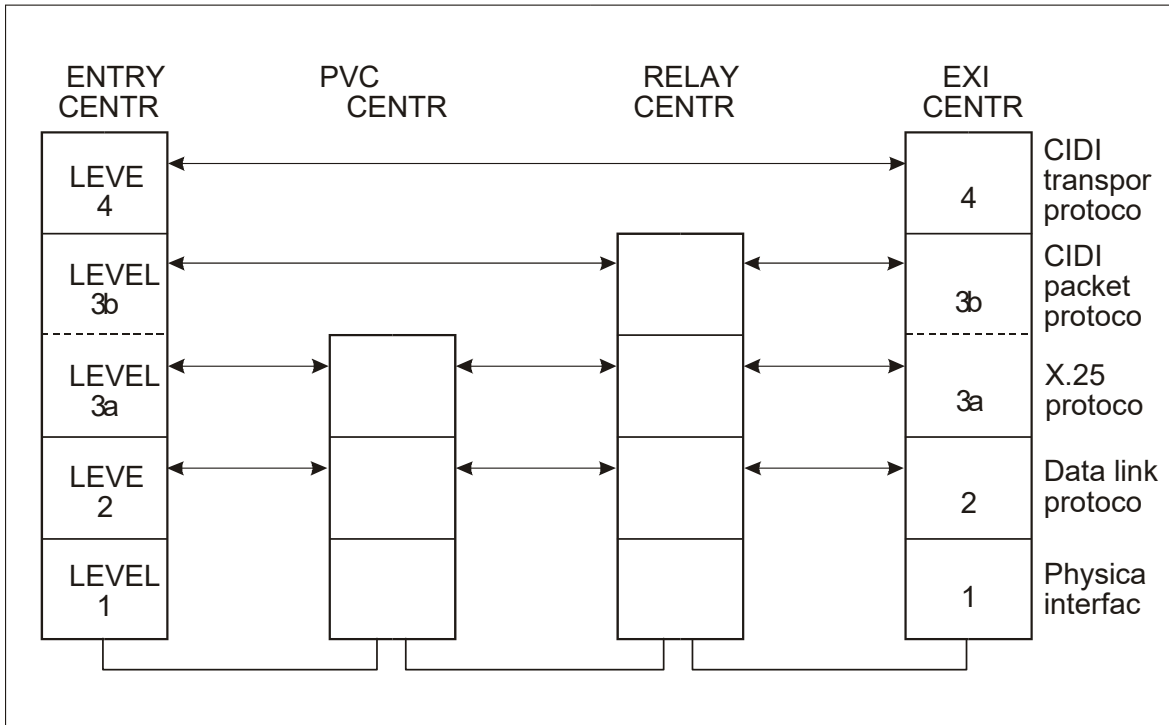 ENTRY
CENTR
PVC
CENTR
RELAY
CENTR
EXI
CENTR
LEVE
4
4
CIDI
transpor
protoco
LEVEL
3b
3b
CIDI
packet
protoco
LEVEL
3a
3a
X.25
protoco
LEVE
2
2
Data link
protoco
LEVEL
1
1
Physica
interfac